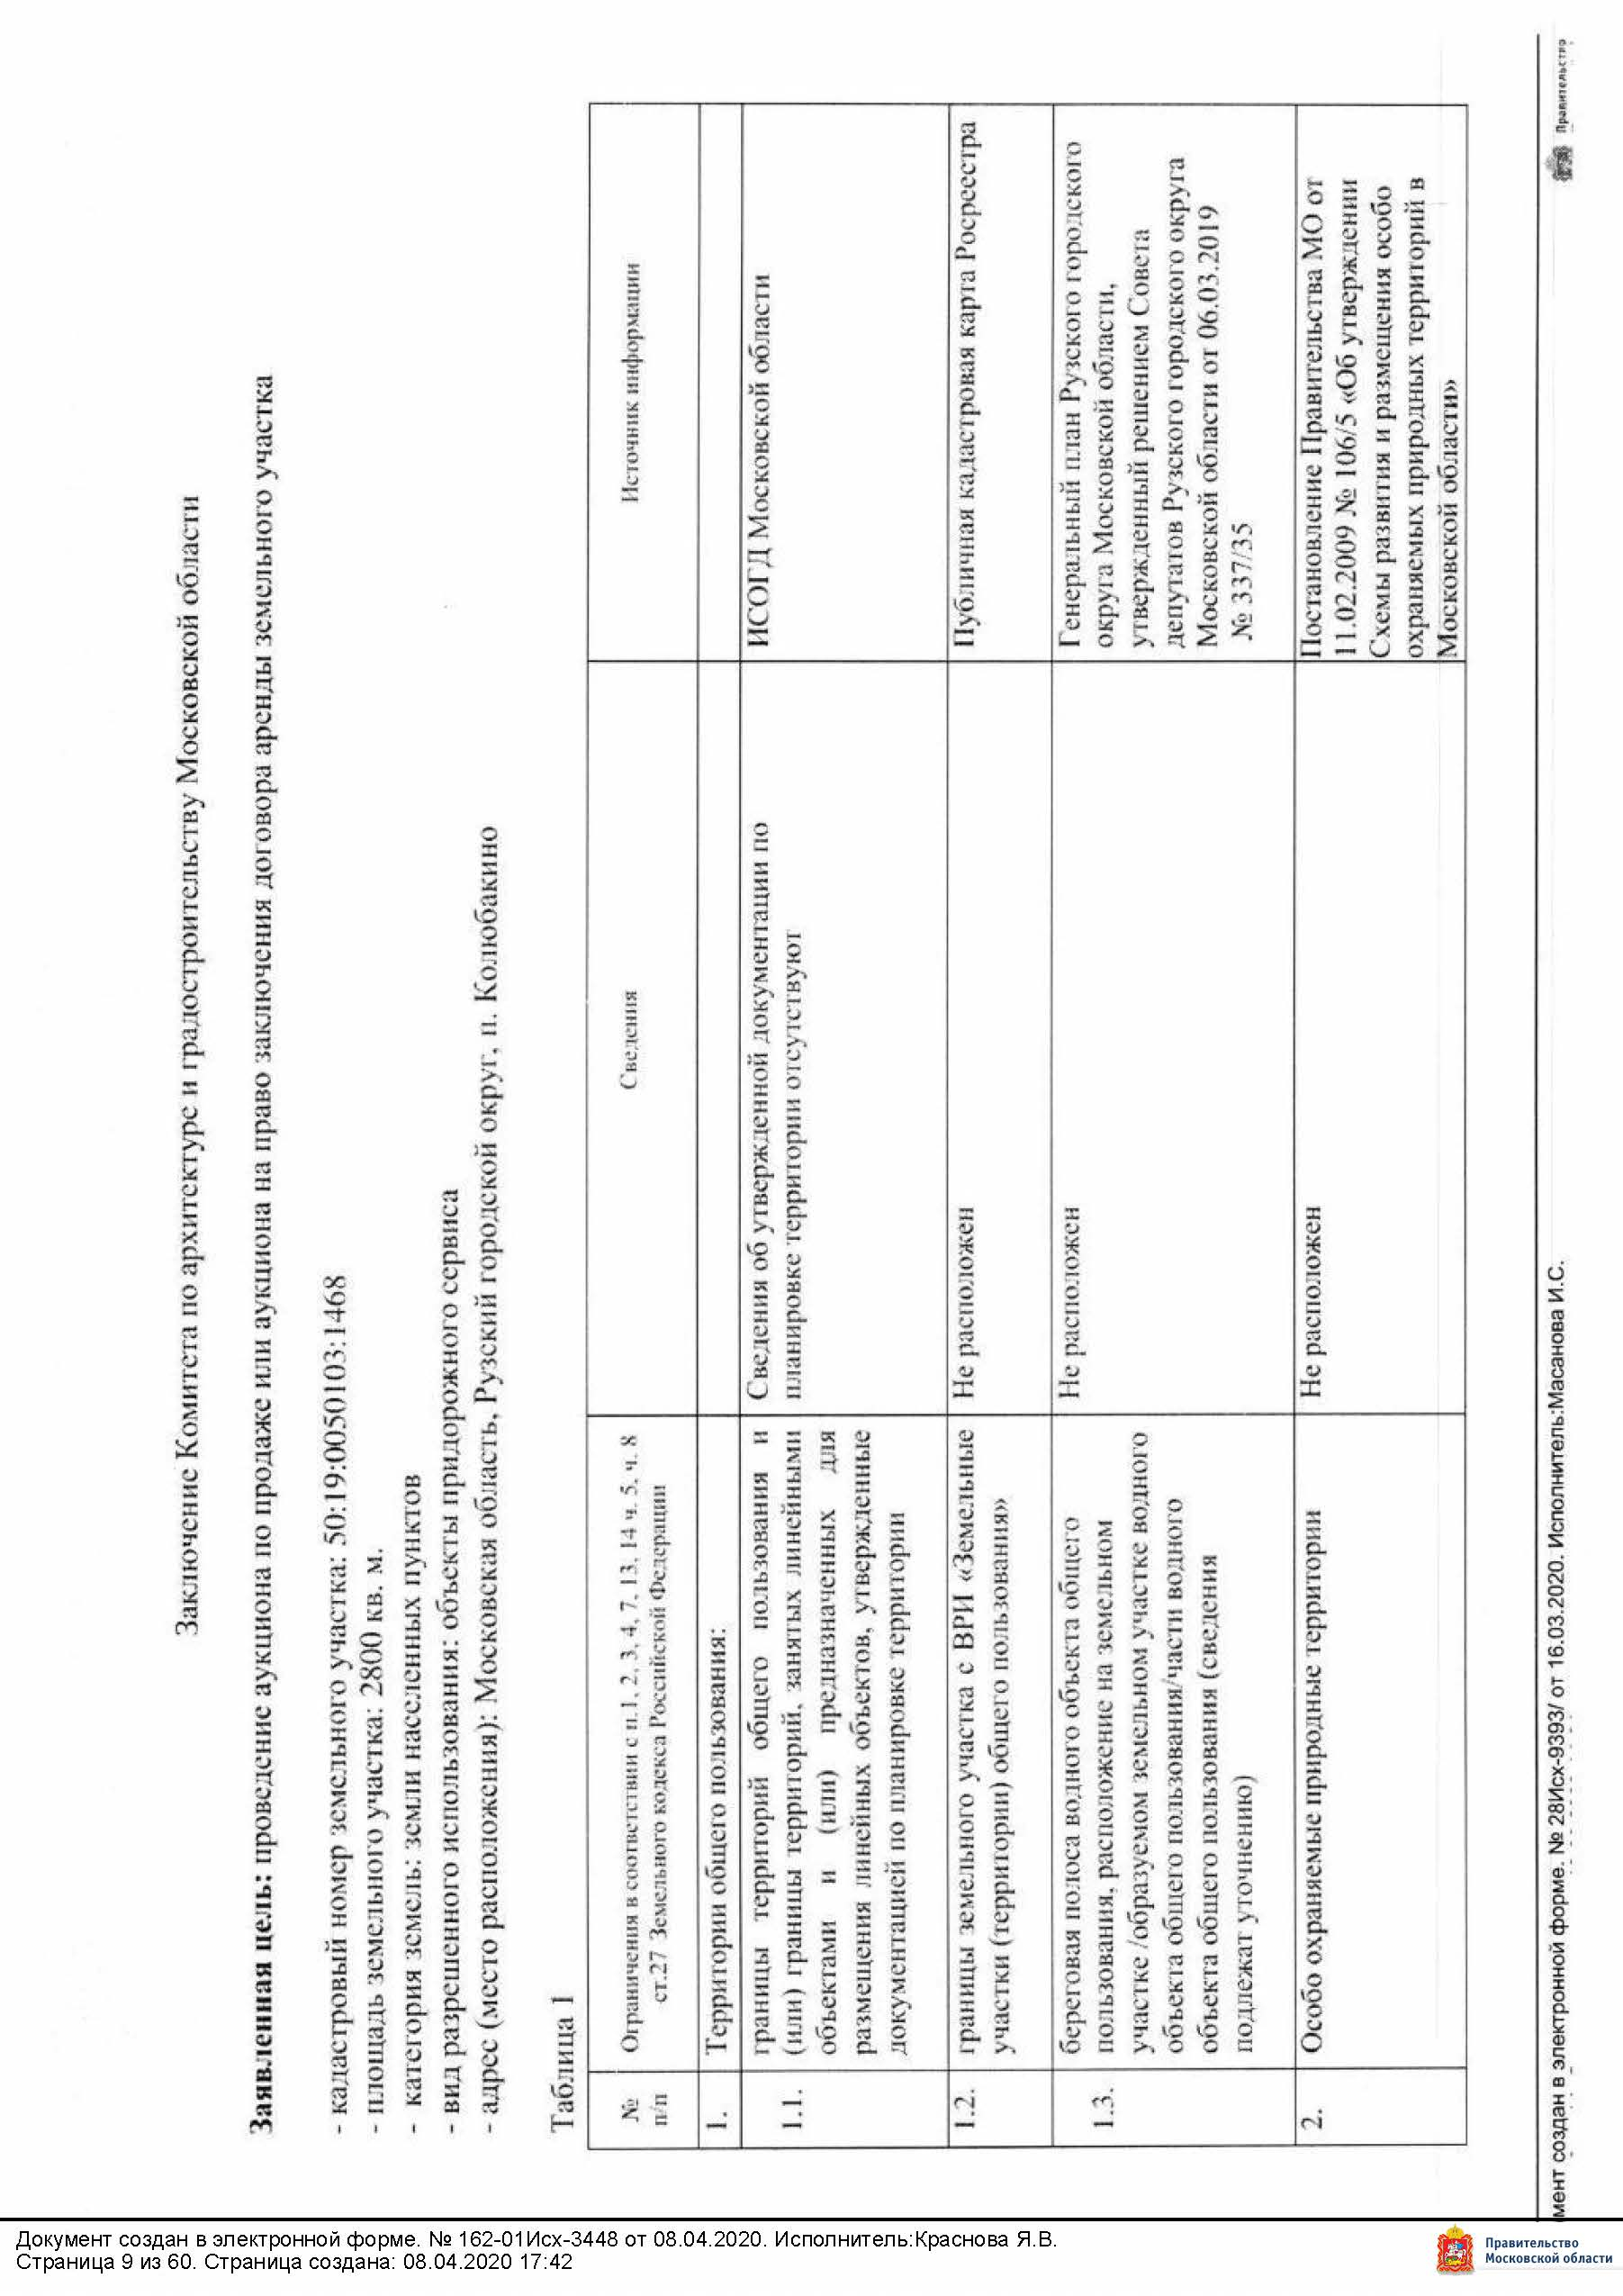 Заключение Комитета по архитектуре и градостроительству Московской области
Заявленная цель: проведение аукциона по продаже или аукциона на право заключения договора аренды земельного участка
- кадастровый номер земельного участка: 50:19:0050103:1468
- площадь земельного участка: 2800 кв. м.
- категория земель: земли населенных пунктов
- вид разрешенного использования: объекты придорожного сервиса
- адрес (место расположения): Московская область, Рузский городской округ, п. Колюбакино
Таблица 1
№
п/п
Ограничения в соответствии с п.1, 2, 3, 4, 7, 13, 14 ч. 5. ч. 8
ст.27 Земельного кодекса Российской Федерации
Сведения
Источник информации
1.
Территории общего пользования:
1.1.
границы территорий общего пользования и
(или) границы территорий, занятых линейными
объектами и (или) предназначенных для
размещения линейных объектов, утвержденные
документацией по планировке территории
Сведения об утвержденной документации по
планировке территории отсутствуют
ИСОГД Московской области
1.2.
границы земельного участка с ВРИ «Земельные
участки (территории) общего пользования»
Не расположен
Публичная кадастровая карта Росреестра
1.3.
береговая полоса водного объекта общего
пользования, расположение на земельном
участке /образуемом земельном участке водного
объекта общего пользования/части водного
объекта общего пользования (сведения
подлежат уточнению)
Не расположен
Генеральный план Рузского городского
округа Московской области,
утвержденный решением Совета
депутатов Рузского городского округа
Московской области от 06.03.2019
№ 337/35
2.
Особо охраняемые природные территории
Не расположен
Постановление Правительства МО от
11.02.2009 № 106/5 «Об утверждении
Схемы развития и размещения особо
охраняемых природных территорий в
Московской области»
мент создан в электронной форме. № 28Исх-9393/ от 16.03.2020. Исполнитель:Масанова И.С.
Правительство
Документ создан в электронной форме. № 162-01Исх-3448 от 08.04.2020. Исполнитель:Краснова Я.В.
Страница 9 из 60. Страница создана: 08.04.2020 17:42
Правительство
Московской области